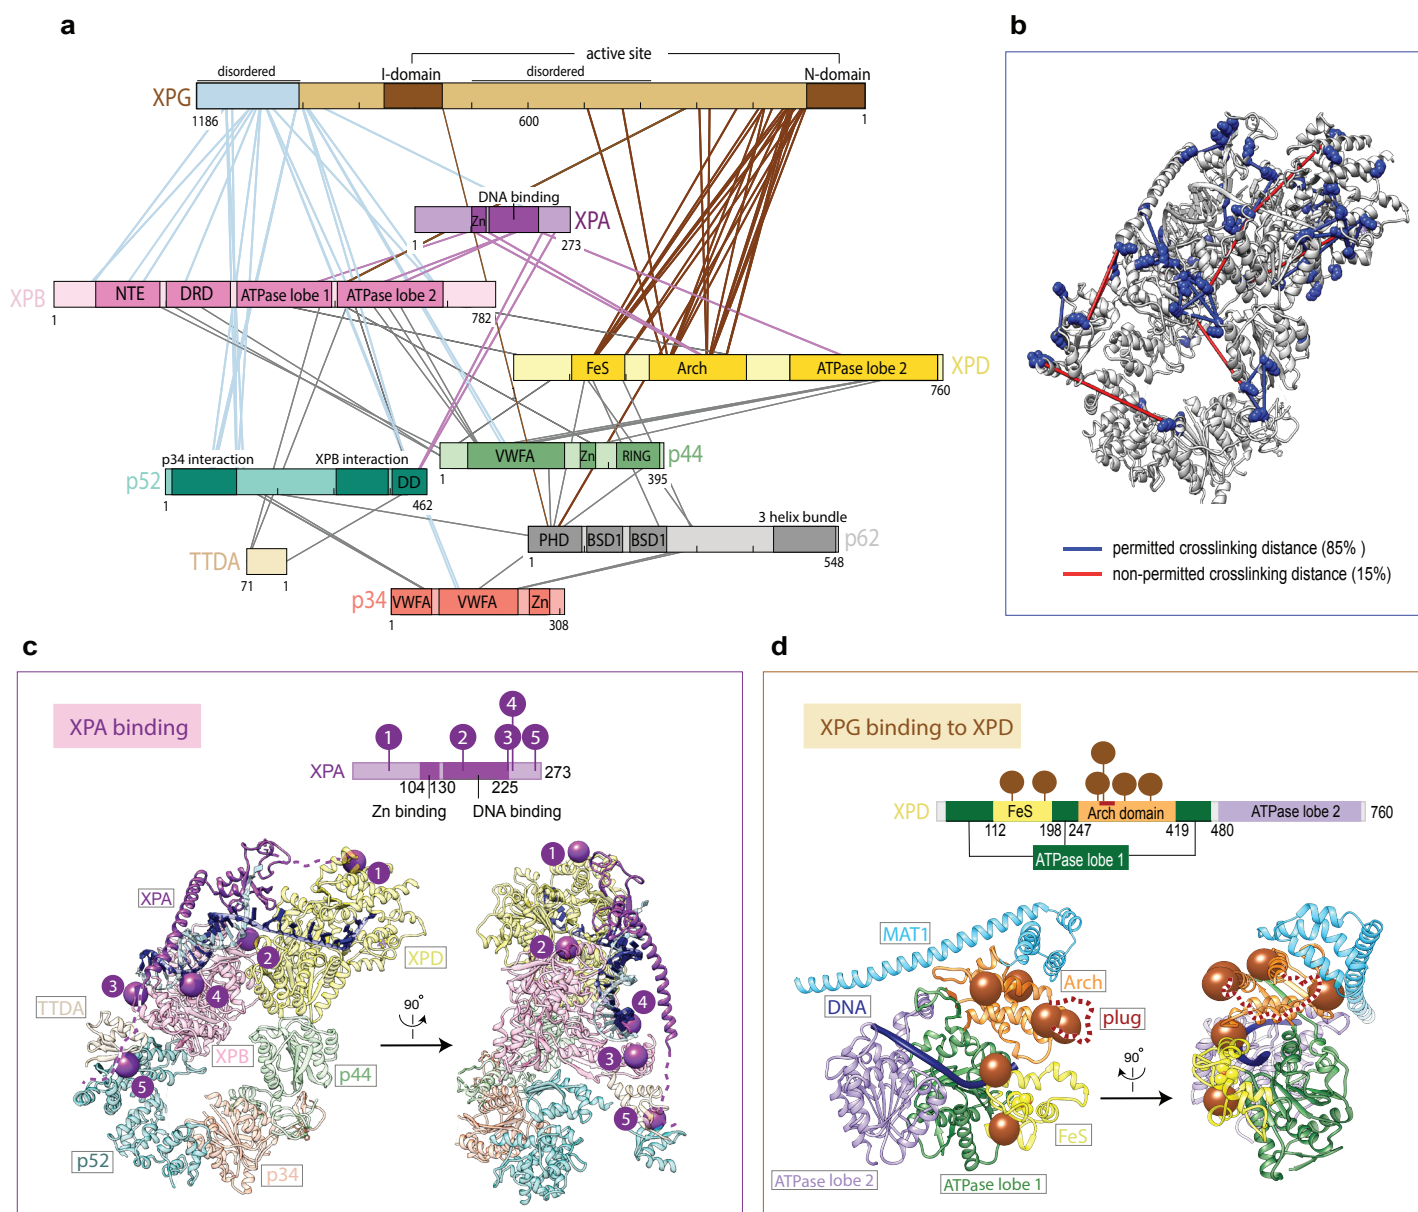 a
active site
disordered
I-domain
disordered
N-domain
XPG
1186
600
1
DNA binding
Zn
XPA
1
273
XPB
NTE
DRD
ATPase lobe 1
ATPase lobe 2
1
782
FeS
Arch
ATPase lobe 2
XPD
760
p34 interaction
XPB interaction
VWFA
Zn
RING
p44
1
395
p52
DD
1
462
3 helix bundle
PHD
BSD1
BSD1
p62
1
548
TTDA
71
1
p34
VWFA
VWFA
Zn
1
308
b
permitted crosslinking distance (85% )
non-permitted crosslinking distance (15%)
c
XPA binding
4
1
2
3
5
XPA
273
104
130
225
Zn binding
DNA binding
1
XPA
2
XPD
3
4
TTDA
XPB
p44
5
p52
p34
90°
1
2
4
3
5
d
XPG binding to XPD
XPD
FeS
Arch domain
ATPase lobe 2
760
112
198
247
419
480
ATPase lobe 1
MAT1
Arch
DNA
plug
FeS
ATPase lobe 2
ATPase lobe 1
90°